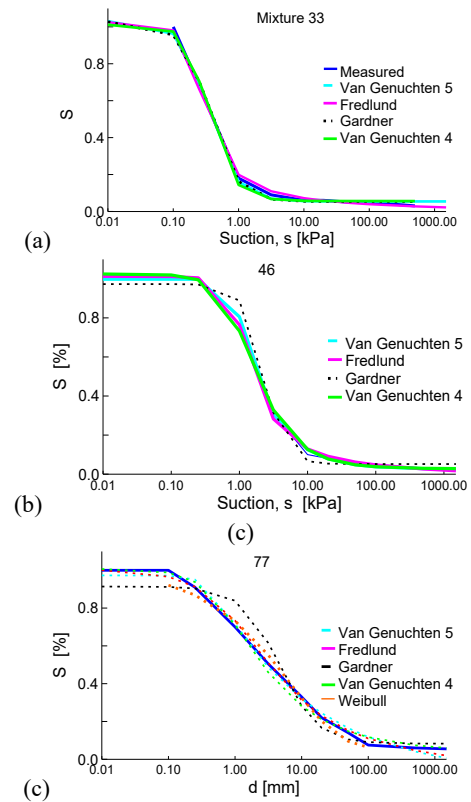 Mixture 33
S
0.8
0.4
0.0
0.01 0.10 1.00 10.00 100.00 1000.00
Suction, s [kPa]
Measured
Van Genuchten 5
Fredlund
Gardner
Van Genuchten 4
(a)
46
S [%]
0.8
0.4
0.0
0.01 0.10 1.00 10.00 100.00 1000.00
Suction, s [kPa]
Van Genuchten 5
Fredlund
Gardner
Van Genuchten 4
(b)
(c)
77
S [%]
0.8
0.4
0.0
0.01 0.10 1.00 10.00 100.00 1000.00
d [mm]
Van Genuchten 5
Fredlund
Gardner
Van Genuchten 4
Weibull
(c)